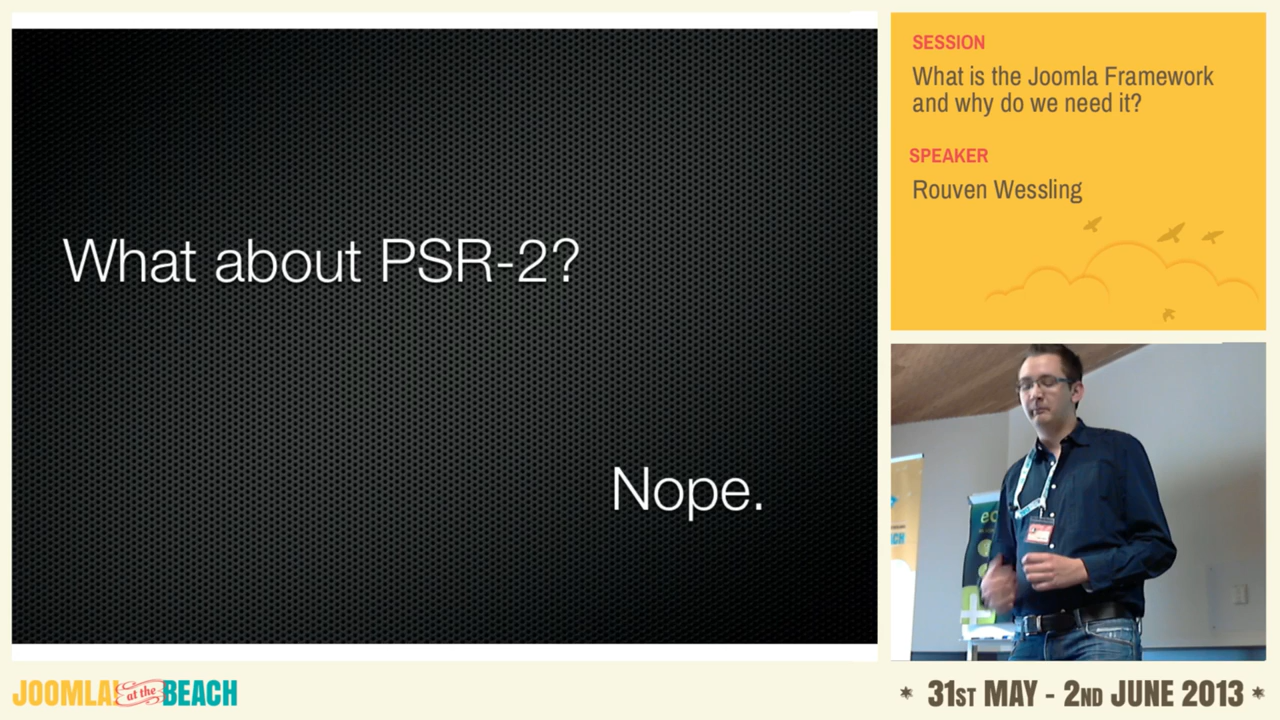 What about PSR-2?
Nope.
SESSION
What is the Joomla Framework
and why do we need it?
SPEAKER
Rouven Wessling
JOOMLA! at the BEACH
* 31ST MAY - 2ND JUNE 2013 *